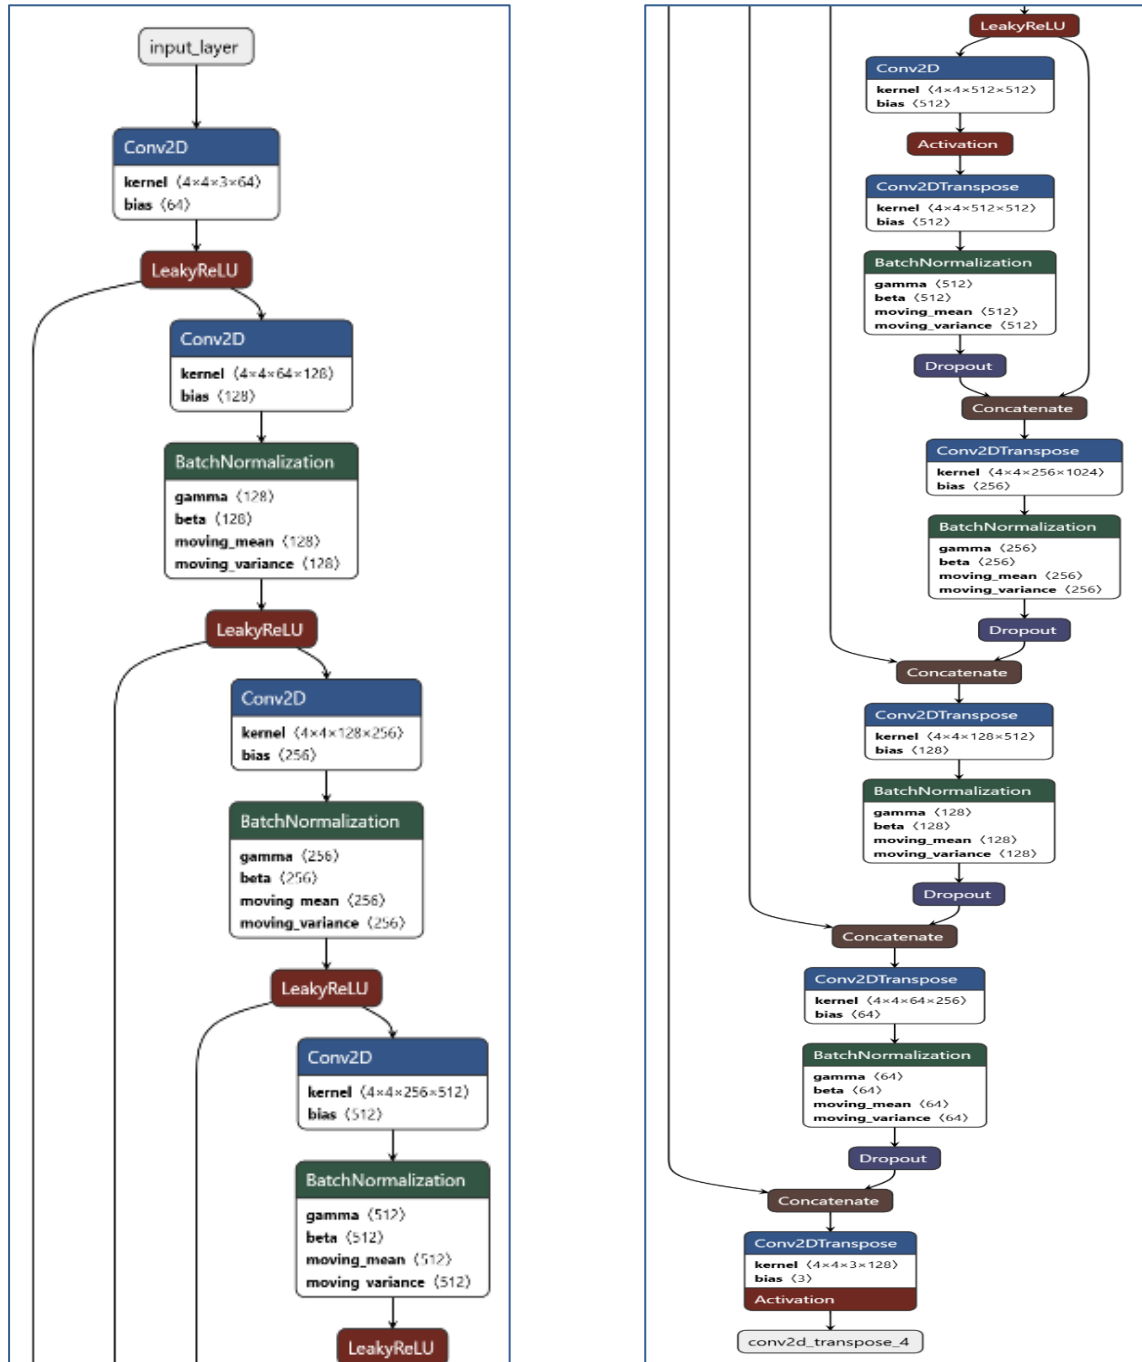 input_layer
Conv2D
kernel ⟨4×4×3×64⟩
bias ⟨64⟩
LeakyReLU
Conv2D
kernel ⟨4×4×64×128⟩
bias ⟨128⟩
BatchNormalization
gamma ⟨128⟩
beta ⟨128⟩
moving_mean ⟨128⟩
moving_variance ⟨128⟩
LeakyReLU
Conv2D
kernel ⟨4×4×128×256⟩
bias ⟨256⟩
BatchNormalization
gamma ⟨256⟩
beta ⟨256⟩
moving mean ⟨256⟩
moving_variance ⟨256⟩
LeakyReLU
Conv2D
kernel ⟨4×4×256×512⟩
bias ⟨512⟩
BatchNormalization
gamma ⟨512⟩
beta ⟨512⟩
moving_mean ⟨512⟩
moving variance ⟨512⟩
LeakyReLU
LeakyReLU
Conv2D
kernel ⟨4×4×512×512⟩
bias ⟨512⟩
Activation
Conv2DTranspose
kernel ⟨4×4×512×512⟩
bias ⟨512⟩
BatchNormalization
gamma ⟨512⟩
beta ⟨512⟩
moving_mean ⟨512⟩
moving_variance ⟨512⟩
Dropout
Concatenate
Conv2DTranspose
kernel ⟨4×4×256×1024⟩
bias ⟨256⟩
BatchNormalization
gamma ⟨256⟩
beta ⟨256⟩
moving_mean ⟨256⟩
moving_variance ⟨256⟩
Dropout
Concatenate
Conv2DTranspose
kernel ⟨4×4×128×512⟩
bias ⟨128⟩
BatchNormalization
gamma ⟨128⟩
beta ⟨128⟩
moving_mean ⟨128⟩
moving_variance ⟨128⟩
Dropout
Concatenate
Conv2DTranspose
kernel ⟨4×4×64×256⟩
bias ⟨64⟩
BatchNormalization
gamma ⟨64⟩
beta ⟨64⟩
moving_mean ⟨64⟩
moving_variance ⟨64⟩
Dropout
Concatenate
Conv2DTranspose
kernel ⟨4×4×3×128⟩
bias ⟨3⟩
Activation
conv2d_transpose_4